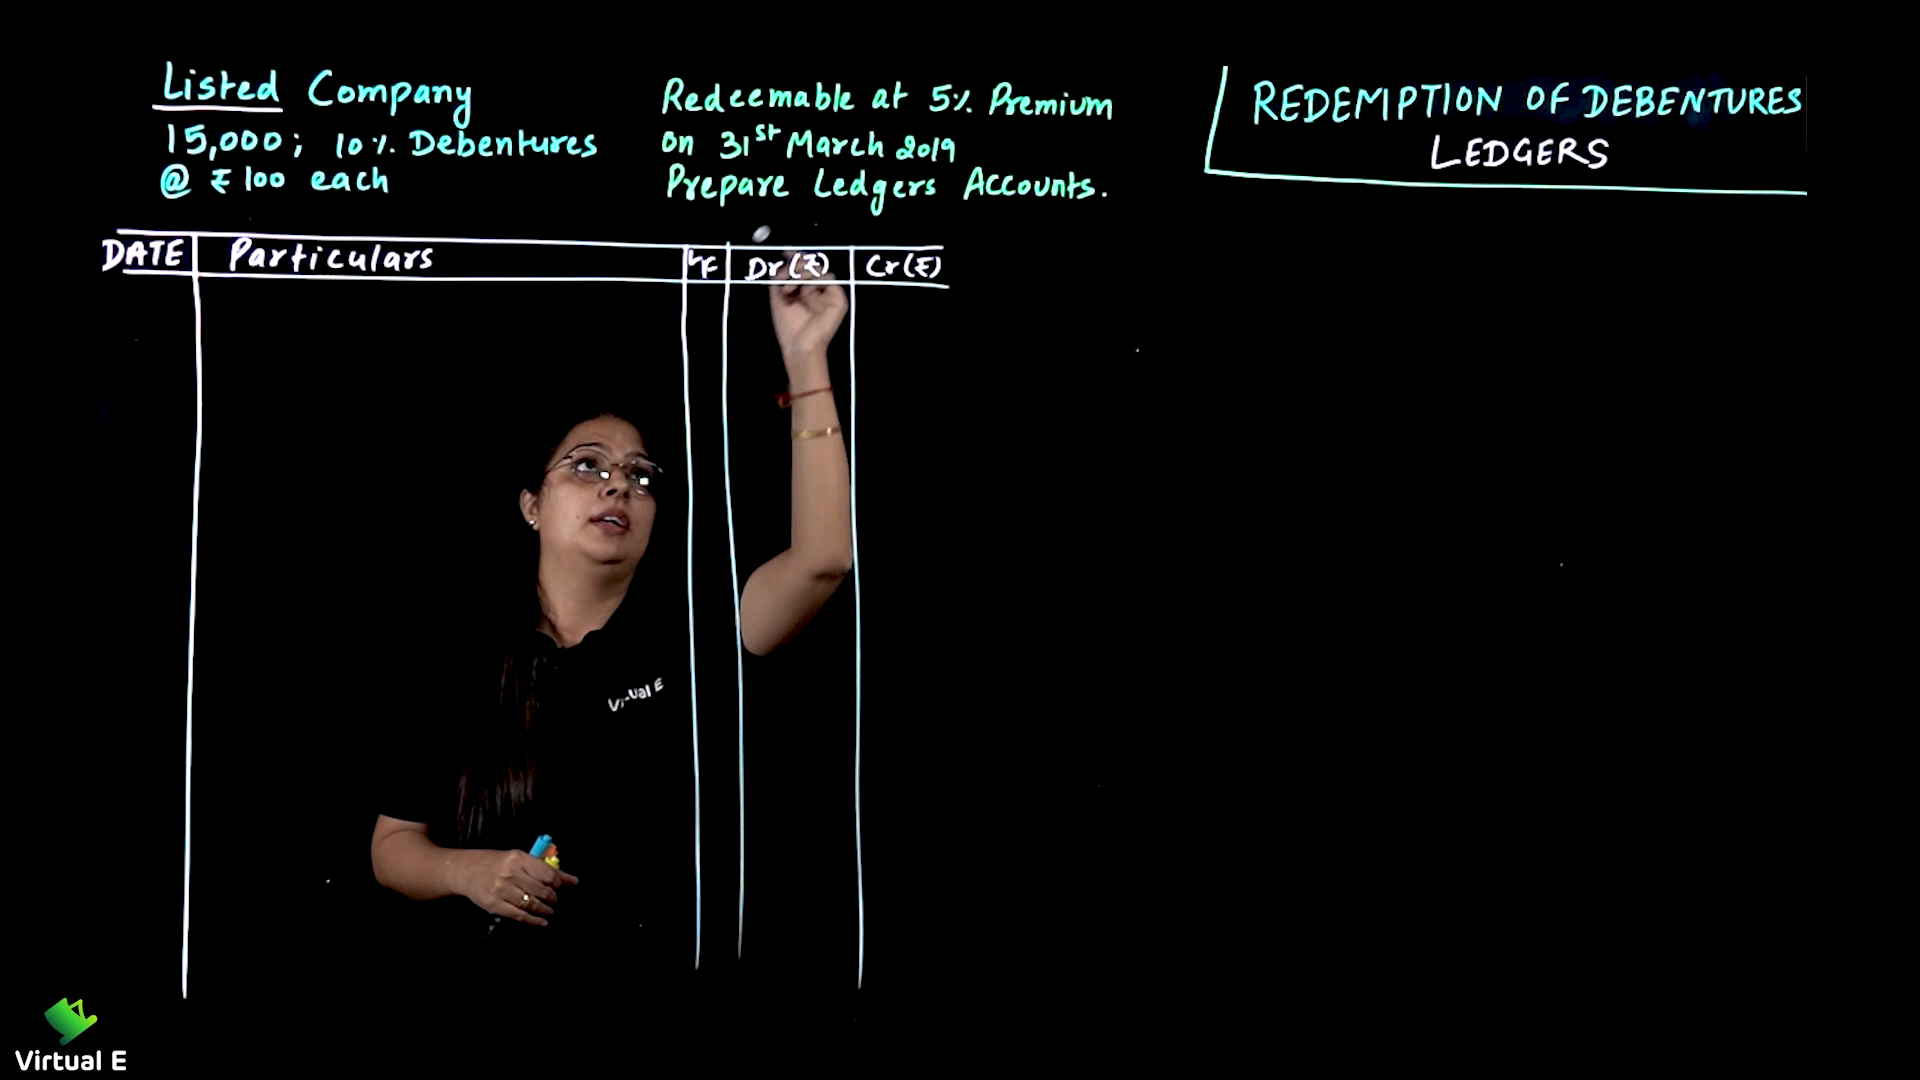 Listed Company
15,000; 10% Debentures
@ ₹ 100 each
Redeemable at 5% Premium
on 31st March 2019
Prepare Ledgers Accounts.
REDEMPTION OF DEBENTURES
LEDGERS
DATE Particulars LF Dr (₹) Cr (₹)
Virtual E
Virtual E